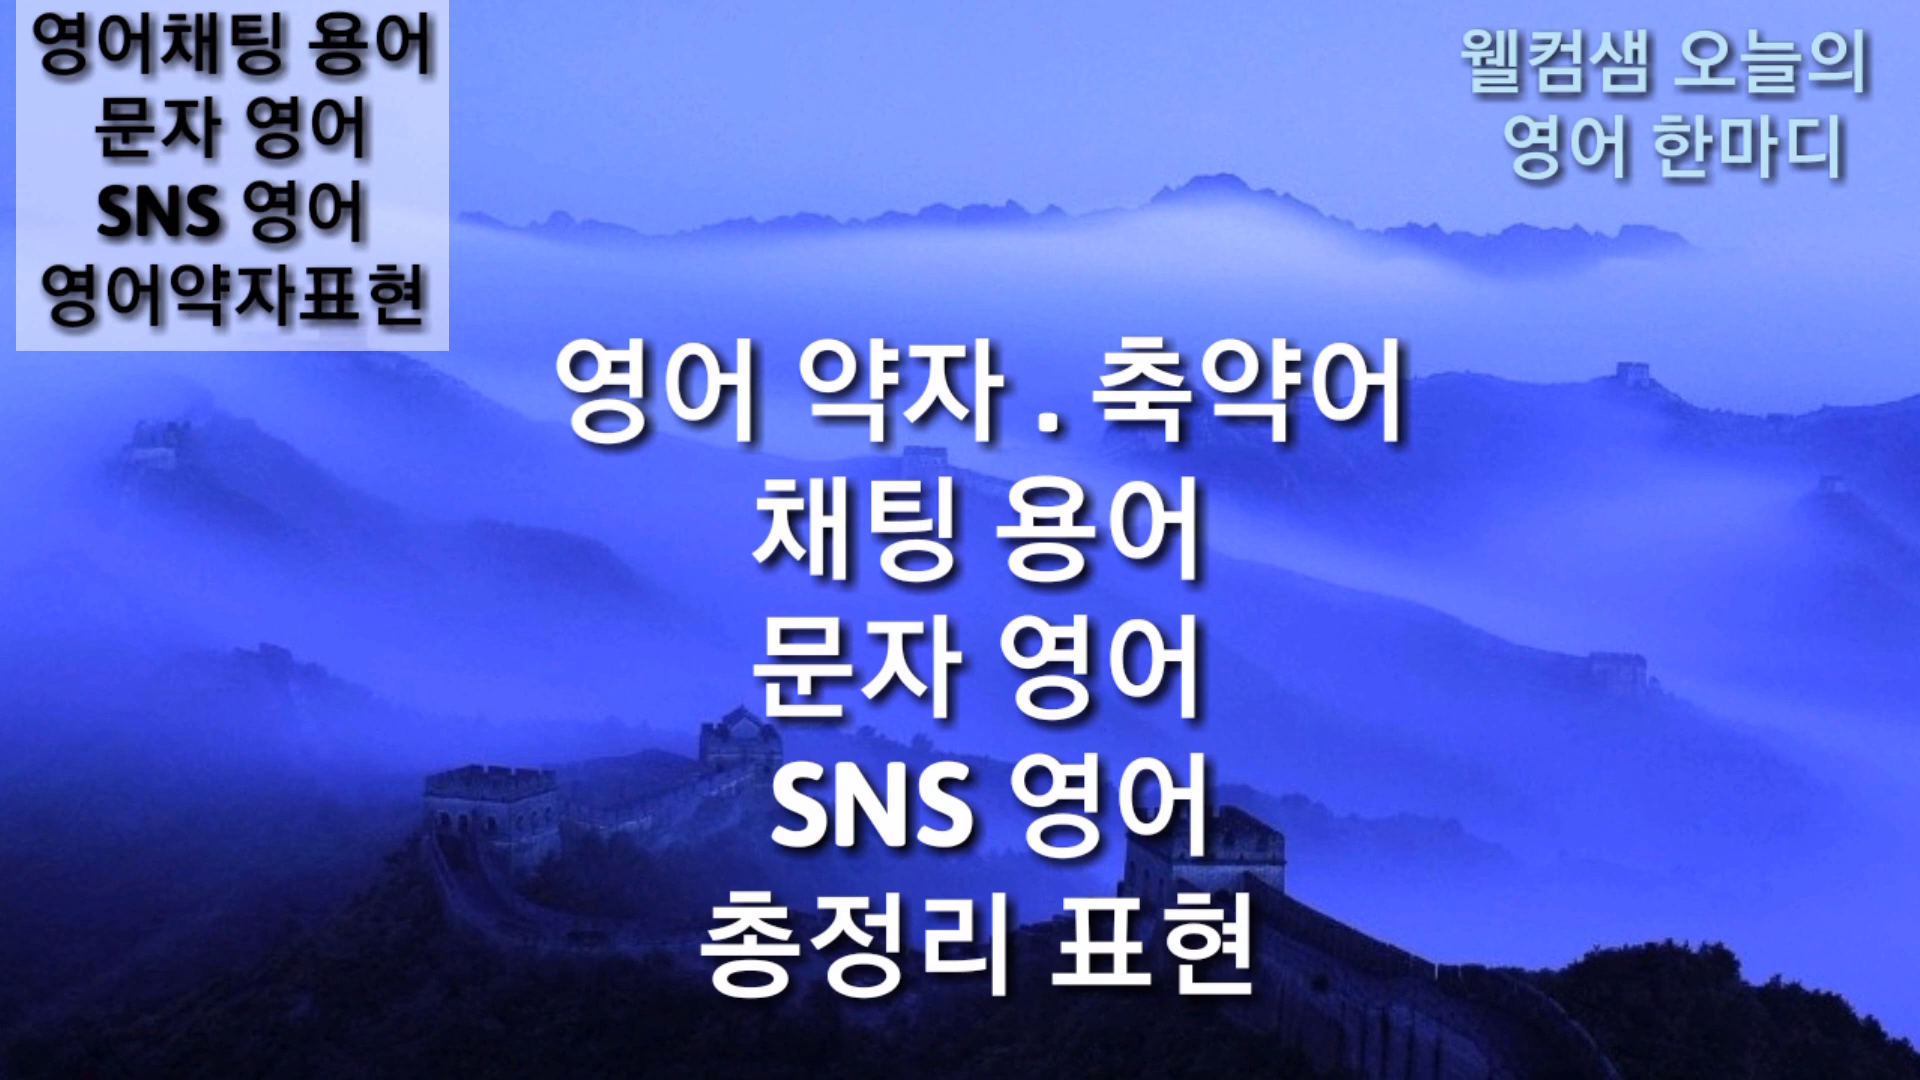 영어채팅 용어
문자 영어
SNS 영어
영어약자표현
웰컴샘 오늘의
영어 한마디
영어 약자 . 축약어
채팅 용어
문자 영어
SNS 영어
총정리 표현